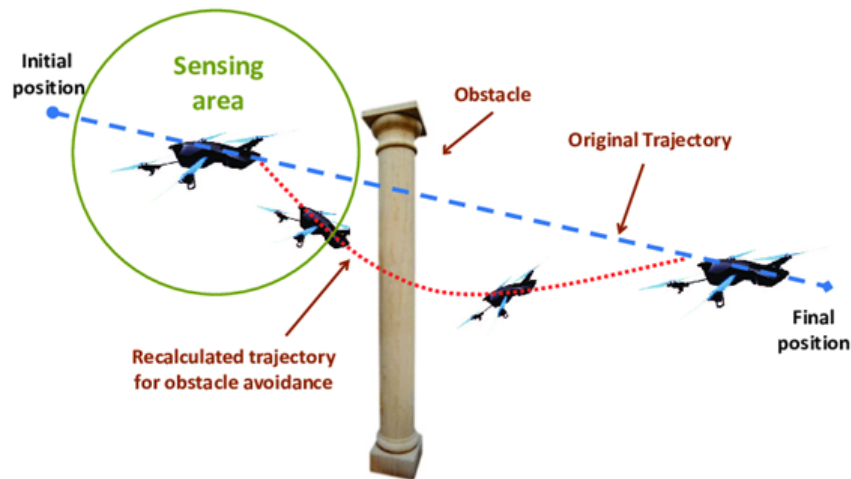 Initial
position
Sensing
area
Obstacle
Original Trajectory
Recalculated trajectory
for obstacle avoidance
Final
position